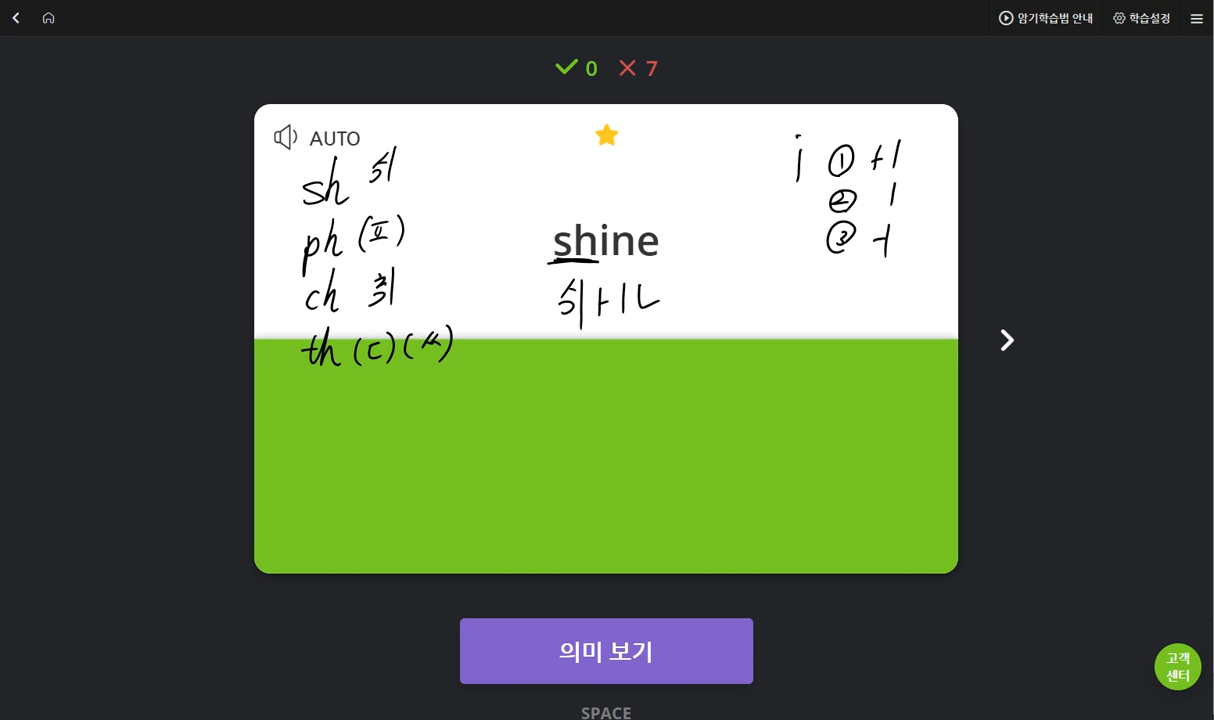 암기학습법 안내 학습설정
0 7
AUTO
sh 쉬
ph (ㅍ)
ch 취
th (ㄷ) (ㅆ)
shine
쉬ㅏㅣㄴ
i ① ㅏㅣ
② ㅣ
③ ㅓ
의미 보기
SPACE
고객
센터